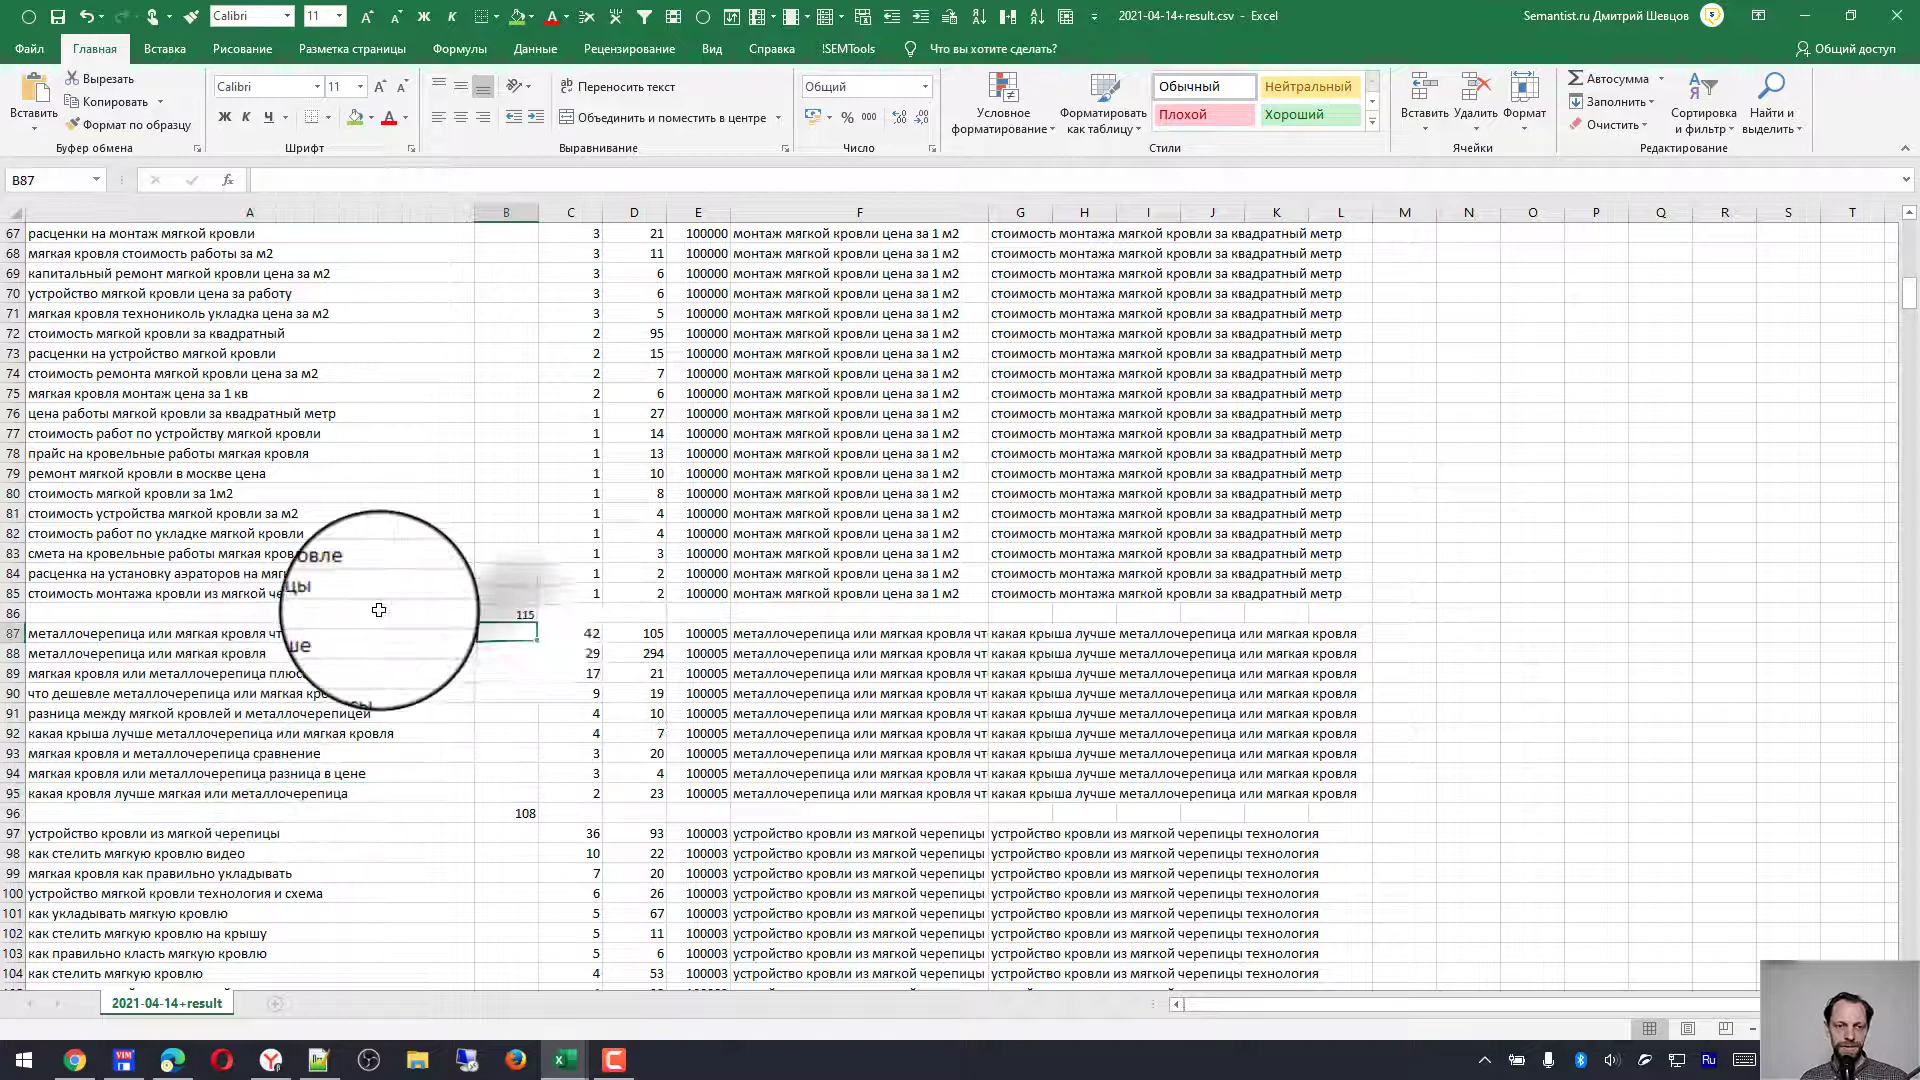 Calibri 11 Ж К 2021-04-14+result.csv - Excel Semantist.ru Дмитрий Шевцов
Файл Главная Вставка Рисование Разметка страницы Формулы Данные Рецензирование Вид Справка !SEMTools Что вы хотите сделать? Общий доступ
Вставить Вырезать Копировать Формат по образцу Буфер обмена
Calibri 11 Ж К Ч Шрифт
Переносить текст Объединить и поместить в центре Выравнивание
Общий % 000 Число
Условное форматирование Форматировать как таблицу Обычный Нейтральный Плохой Хороший Стили
Вставить Удалить Формат Ячейки
Автосумма Заполнить Очистить Сортировка и фильтр Найти и выделить Редактирование
B87 fx
A B C D E F G H I J K L M N O P Q R S T
67 расценки на монтаж мягкой кровли 3 21 100000 монтаж мягкой кровли цена за 1 м2 стоимость монтажа мягкой кровли за квадратный метр
68 мягкая кровля стоимость работы за м2 3 11 100000 монтаж мягкой кровли цена за 1 м2 стоимость монтажа мягкой кровли за квадратный метр
69 капитальный ремонт мягкой кровли цена за м2 3 6 100000 монтаж мягкой кровли цена за 1 м2 стоимость монтажа мягкой кровли за квадратный метр
70 устройство мягкой кровли цена за работу 3 6 100000 монтаж мягкой кровли цена за 1 м2 стоимость монтажа мягкой кровли за квадратный метр
71 мягкая кровля технониколь укладка цена за м2 3 5 100000 монтаж мягкой кровли цена за 1 м2 стоимость монтажа мягкой кровли за квадратный метр
72 стоимость мягкой кровли за квадратный 2 95 100000 монтаж мягкой кровли цена за 1 м2 стоимость монтажа мягкой кровли за квадратный метр
73 расценки на устройство мягкой кровли 2 15 100000 монтаж мягкой кровли цена за 1 м2 стоимость монтажа мягкой кровли за квадратный метр
74 стоимость ремонта мягкой кровли цена за м2 2 7 100000 монтаж мягкой кровли цена за 1 м2 стоимость монтажа мягкой кровли за квадратный метр
75 мягкая кровля монтаж цена за 1 кв 2 6 100000 монтаж мягкой кровли цена за 1 м2 стоимость монтажа мягкой кровли за квадратный метр
76 цена работы мягкой кровли за квадратный метр 1 27 100000 монтаж мягкой кровли цена за 1 м2 стоимость монтажа мягкой кровли за квадратный метр
77 стоимость работ по устройству мягкой кровли 1 14 100000 монтаж мягкой кровли цена за 1 м2 стоимость монтажа мягкой кровли за квадратный метр
78 прайс на кровельные работы мягкая кровля 1 13 100000 монтаж мягкой кровли цена за 1 м2 стоимость монтажа мягкой кровли за квадратный метр
79 ремонт мягкой кровли в москве цена 1 10 100000 монтаж мягкой кровли цена за 1 м2 стоимость монтажа мягкой кровли за квадратный метр
80 стоимость мягкой кровли за 1м2 1 8 100000 монтаж мягкой кровли цена за 1 м2 стоимость монтажа мягкой кровли за квадратный метр
81 стоимость устройства мягкой кровли за м2 1 4 100000 монтаж мягкой кровли цена за 1 м2 стоимость монтажа мягкой кровли за квадратный метр
82 стоимость работ по укладке мягкой кровли 1 4 100000 монтаж мягкой кровли цена за 1 м2 стоимость монтажа мягкой кровли за квадратный метр
83 смета на кровельные работы мягкая кров овле 1 3 100000 монтаж мягкой кровли цена за 1 м2 стоимость монтажа мягкой кровли за квадратный метр
84 расценка на установку аэраторов на мяг цы 1 2 100000 монтаж мягкой кровли цена за 1 м2 стоимость монтажа мягкой кровли за квадратный метр
85 стоимость монтажа кровли из мягкой че 1 2 100000 монтаж мягкой кровли цена за 1 м2 стоимость монтажа мягкой кровли за квадратный метр
86 115
87 металлочерепица или мягкая кровля чт ше 42 105 100005 металлочерепица или мягкая кровля чт какая крыша лучше металлочерепица или мягкая кровля
88 металлочерепица или мягкая кровля 29 294 100005 металлочерепица или мягкая кровля чт какая крыша лучше металлочерепица или мягкая кровля
89 мягкая кровля или металлочерепица плюс 17 21 100005 металлочерепица или мягкая кровля чт какая крыша лучше металлочерепица или мягкая кровля
90 что дешевле металлочерепица или мягкая кро 9 19 100005 металлочерепица или мягкая кровля чт какая крыша лучше металлочерепица или мягкая кровля
91 разница между мягкой кровлей и металлочерепицей 4 10 100005 металлочерепица или мягкая кровля чт какая крыша лучше металлочерепица или мягкая кровля
92 какая крыша лучше металлочерепица или мягкая кровля 4 7 100005 металлочерепица или мягкая кровля чт какая крыша лучше металлочерепица или мягкая кровля
93 мягкая кровля и металлочерепица сравнение 3 20 100005 металлочерепица или мягкая кровля чт какая крыша лучше металлочерепица или мягкая кровля
94 мягкая кровля или металлочерепица разница в цене 3 4 100005 металлочерепица или мягкая кровля чт какая крыша лучше металлочерепица или мягкая кровля
95 какая кровля лучше мягкая или металлочерепица 2 23 100005 металлочерепица или мягкая кровля чт какая крыша лучше металлочерепица или мягкая кровля
96 108
97 устройство кровли из мягкой черепицы 36 93 100003 устройство кровли из мягкой черепицы устройство кровли из мягкой черепицы технология
98 как стелить мягкую кровлю видео 10 22 100003 устройство кровли из мягкой черепицы устройство кровли из мягкой черепицы технология
99 мягкая кровля как правильно укладывать 7 20 100003 устройство кровли из мягкой черепицы устройство кровли из мягкой черепицы технология
100 устройство мягкой кровли технология и схема 6 26 100003 устройство кровли из мягкой черепицы устройство кровли из мягкой черепицы технология
101 как укладывать мягкую кровлю 5 67 100003 устройство кровли из мягкой черепицы устройство кровли из мягкой черепицы технология
102 как стелить мягкую кровлю на крышу 5 11 100003 устройство кровли из мягкой черепицы устройство кровли из мягкой черепицы технология
103 как правильно класть мягкую кровлю 5 6 100003 устройство кровли из мягкой черепицы устройство кровли из мягкой черепицы технология
104 как стелить мягкую кровлю 4 53 100003 устройство кровли из мягкой черепицы устройство кровли из мягкой черепицы технология
2021-04-14+result
VIM Ru